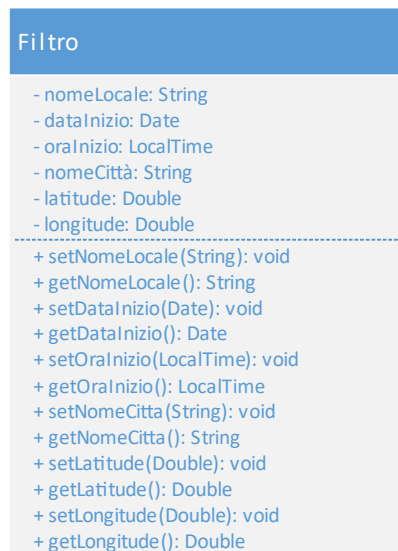 Filtro
- nomeLocale: String
- dataInizio: Date
- oraInizio: LocalTime
- nomeCittà: String
- latitude: Double
- longitude: Double
+ setNomeLocale(String): void
+ getNomeLocale(): String
+ setDataInizio(Date): void
+ getDataInizio(): Date
+ setOraInizio(LocalTime): void
+ getOraInizio(): LocalTime
+ setNomeCitta(String): void
+ getNomeCitta(): String
+ setLatitude(Double): void
+ getLatitude(): Double
+ setLongitude(Double): void
+ getLongitude(): Double